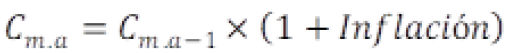 C_{m.a} = C_{m.a-1} × (1 + Inflación)